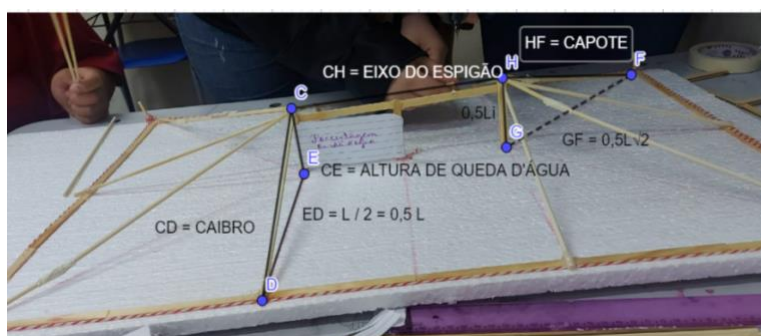 HF = CAPOTE
H
F
CH = EIXO DO ESPIGÃO
C
0,5Li
G
GF = 0,5L√2
E
CE = ALTURA DE QUEDA D'ÁGUA
ED = L / 2 = 0,5 L
CD = CAIBRO
D